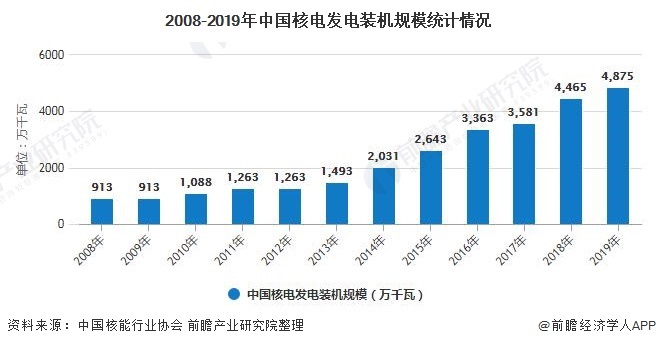 2008-2019年中国核电发电装机规模统计情况
单位：万千瓦
6000
4000
2000
0
913
913
1,088
1,263
1,263
1,493
2,031
2,643
3,363
3,581
4,465
4,875
2008年
2009年
2010年
2011年
2012年
2013年
2014年
2015年
2016年
2017年
2018年
2019年
中国核电发电装机规模（万千瓦）
资料来源：中国核能行业协会 前瞻产业研究院整理
@前瞻经济学人APP
前瞻产业研究院